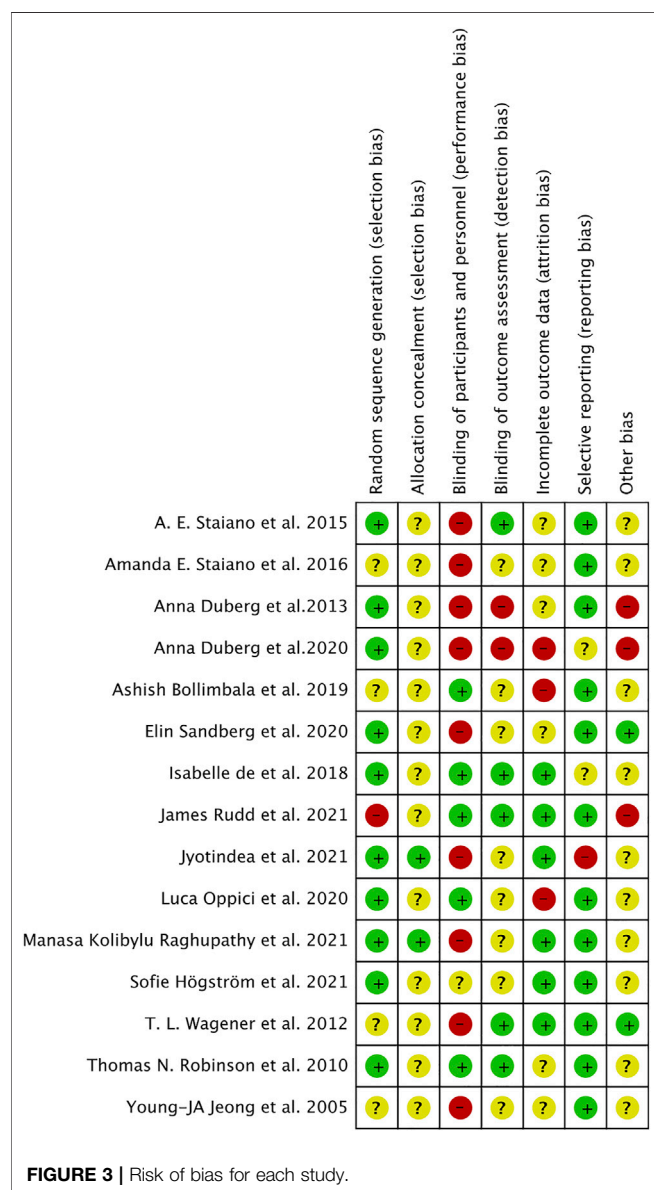 Random sequence generation (selection bias)
Allocation concealment (selection bias)
Blinding of participants and personnel (performance bias)
Blinding of outcome assessment (detection bias)
Incomplete outcome data (attrition bias)
Selective reporting (reporting bias)
Other bias
A. E. Staiano et al. 2015 + ? - + ? + ?
Amanda E. Staiano et al. 2016 ? ? - ? ? + ?
Anna Duberg et al.2013 + ? - - ? + -
Anna Duberg et al.2020 + ? - - - ? -
Ashish Bollimbala et al. 2019 ? ? + ? - + ?
Elin Sandberg et al. 2020 + ? - ? ? + +
Isabelle de et al. 2018 + ? + + + ? ?
James Rudd et al. 2021 - ? + + + + -
Jyotindea et al. 2021 + + - ? + - ?
Luca Oppici et al. 2020 + ? + ? - + ?
Manasa Kolibylu Raghupathy et al. 2021 + + - ? + + ?
Sofie Högström et al. 2021 + ? ? ? + + ?
T. L. Wagener et al. 2012 ? ? - + + + +
Thomas N. Robinson et al. 2010 + ? + + ? + ?
Young-JA Jeong et al. 2005 ? ? - ? ? + ?
FIGURE 3 | Risk of bias for each study.